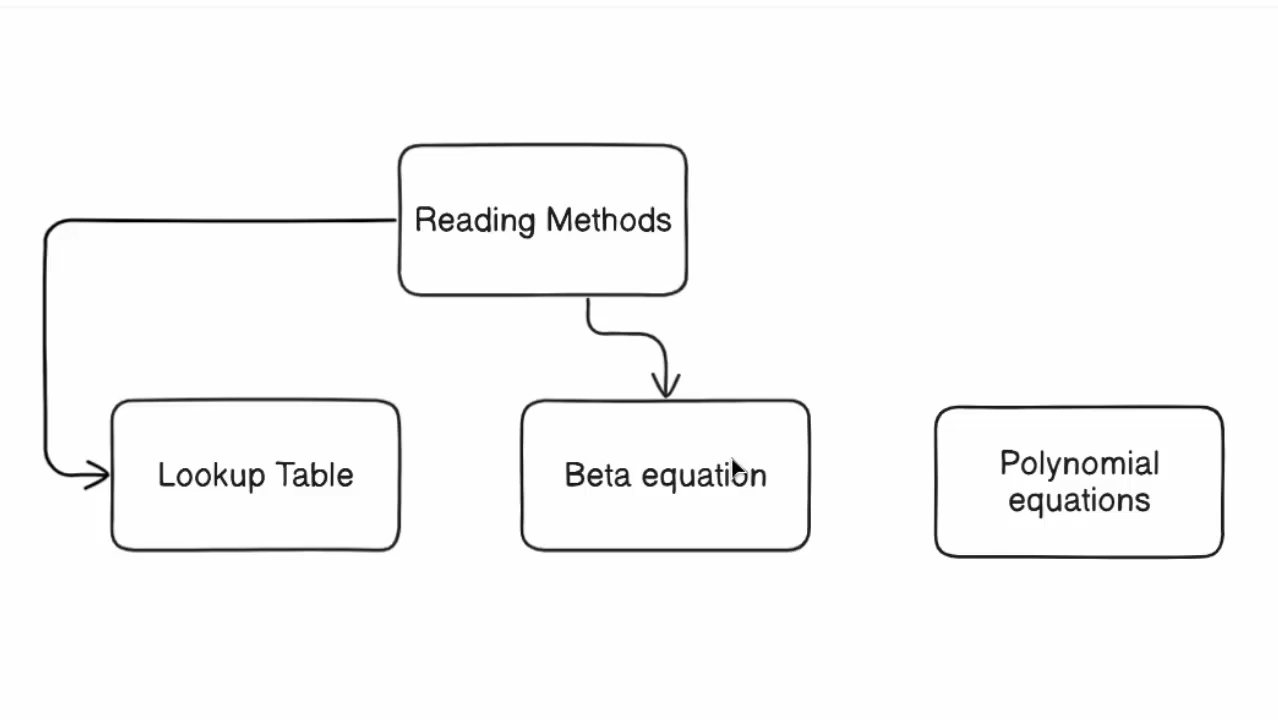 Reading Methods
Lookup Table
Beta equation
Polynomial
equations